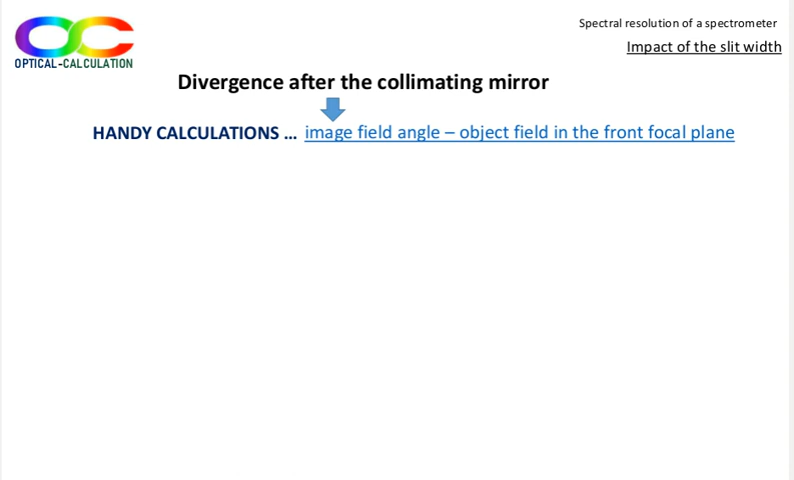 Spectral resolution of a spectrometer
Impact of the slit width
OPTICAL-CALCULATION
Divergence after the collimating mirror
HANDY CALCULATIONS ... image field angle – object field in the front focal plane